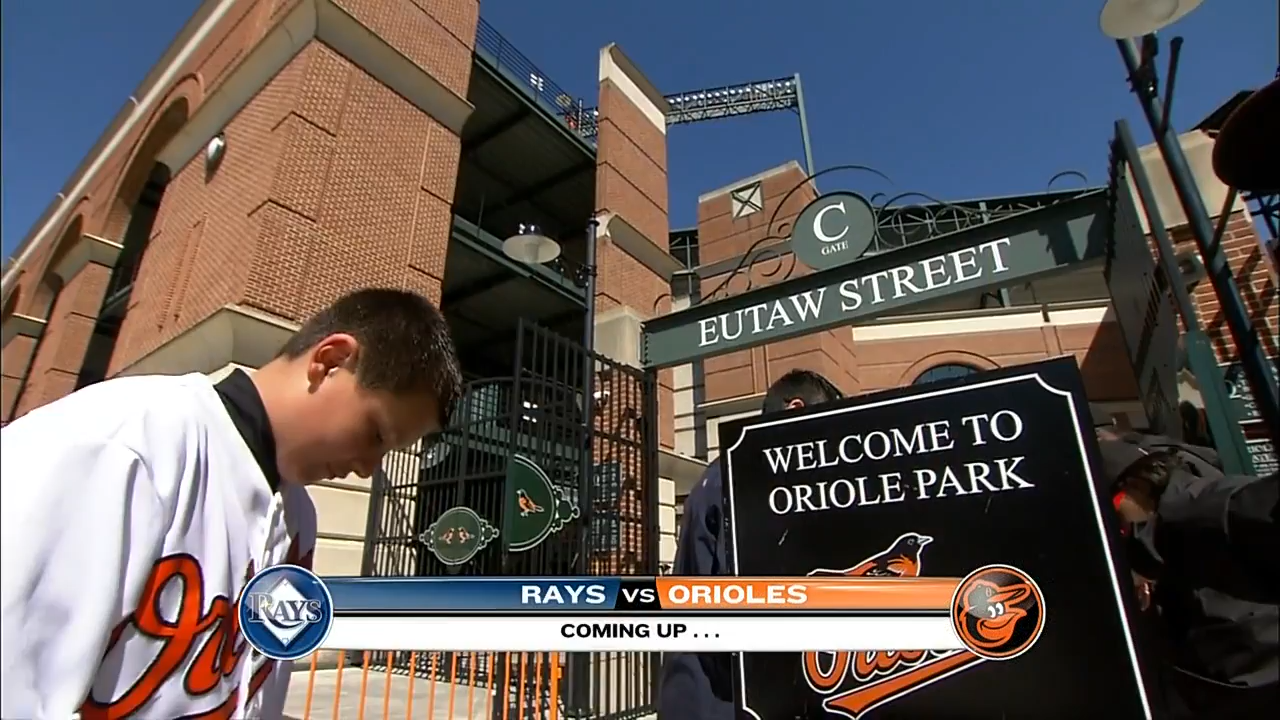 C
GATE
EUTAW STREET
WELCOME TO
ORIOLE PARK
RAYS
RAYS VS ORIOLES
COMING UP...